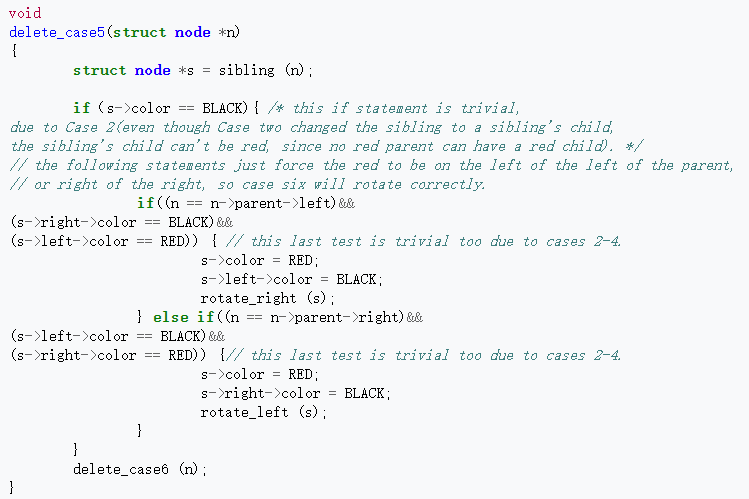 void
delete_case5(struct node *n)
{
        struct node *s = sibling (n);

        if (s->color == BLACK){ /* this if statement is trivial,
due to Case 2(even though Case two changed the sibling to a sibling's child,
the sibling's child can't be red, since no red parent can have a red child). */
// the following statements just force the red to be on the left of the left of the parent,
// or right of the right, so case six will rotate correctly.
                if((n == n->parent->left)&&
(s->right->color == BLACK)&&
(s->left->color == RED)) { // this last test is trivial too due to cases 2-4.
                        s->color = RED;
                        s->left->color = BLACK;
                        rotate_right (s);
                } else if((n == n->parent->right)&&
(s->left->color == BLACK)&&
(s->right->color == RED)) {// this last test is trivial too due to cases 2-4.
                        s->color = RED;
                        s->right->color = BLACK;
                        rotate_left (s);
                }
        }
        delete_case6 (n);
}